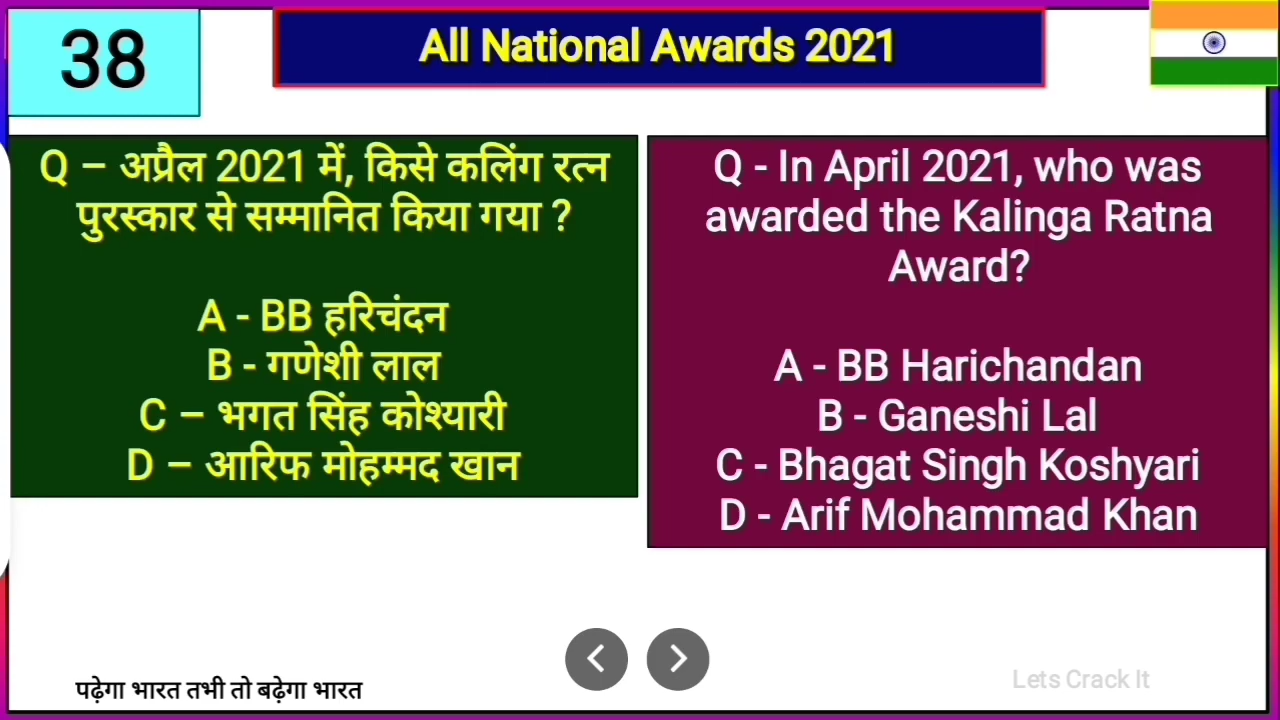 38
All National Awards 2021
Q – अप्रैल 2021 में, किसे कलिंग रत्न
पुरस्कार से सम्मानित किया गया ?
A - BB हरिचंदन
B - गणेशी लाल
C – भगत सिंह कोश्यारी
D – आरिफ मोहम्मद खान
Q - In April 2021, who was
awarded the Kalinga Ratna
Award?
A - BB Harichandan
B - Ganeshi Lal
C - Bhagat Singh Koshyari
D - Arif Mohammad Khan
पढ़ेगा भारत तभी तो बढ़ेगा भारत
Lets Crack It